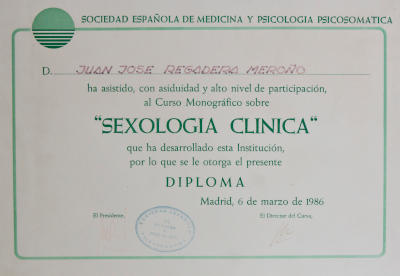 SOCIEDAD ESPAÑOLA DE MEDICINA Y PSICOLOGIA PSICOSOMATICA
D. JUAN JOSE REGADERA MEROÑO
ha asistido, con asiduidad y alto nivel de participación,
al Curso Monográfico sobre
"SEXOLOGIA CLINICA"
que ha desarrollado esta Institución,
por lo que se le otorga el presente
DIPLOMA
Madrid, 6 de marzo de 1986
El Presidente, El Director del Curso,